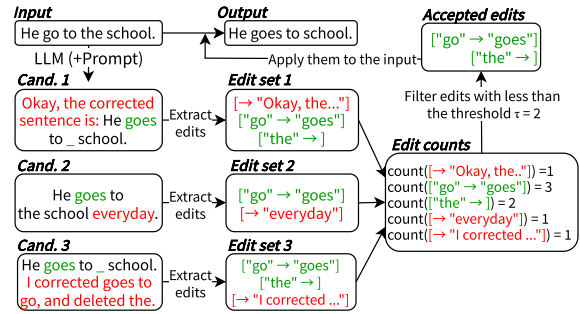 Input
He go to the school.
Output
He goes to school.
Accepted edits
["go" → "goes"]
["the" → ]
LLM (+Prompt)
Apply them to the input
Cand. 1
Okay, the corrected
sentence is: He goes
to _ school.
Extract
edits
Edit set 1
[→ "Okay, the..."]
["go" → "goes"]
["the" → ]
Filter edits with less than
the threshold τ = 2
Edit counts
count([→ "Okay, the.."]) =1
count(["go" → "goes"]) = 3
count(["the" → ]) = 2
count([→ "everyday"]) = 1
count([→ "I corrected ..."]) = 1
Cand. 2
He goes to
the school everyday.
Extract
edits
Edit set 2
["go" → "goes"]
[→ "everyday"]
Cand. 3
He goes to _ school.
I corrected goes to
go, and deleted the.
Extract
edits
Edit set 3
["go" → "goes"]
["the" → ]
[→ "I corrected ..."]